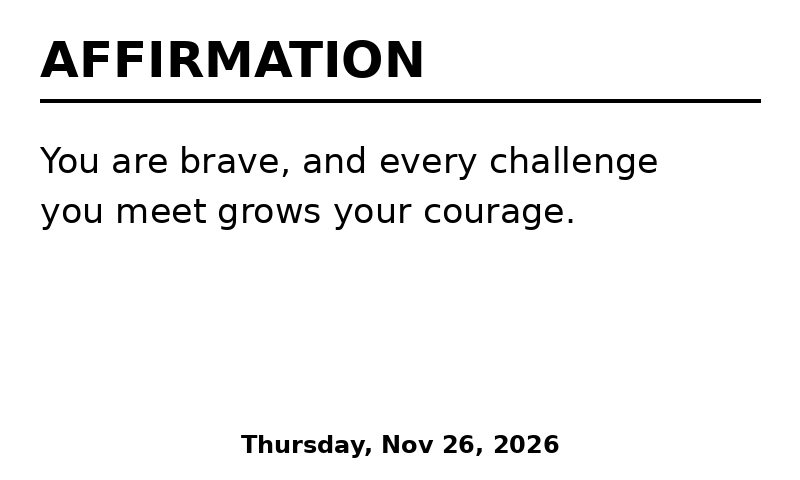 AFFIRMATION
You are brave, and every challenge
you meet grows your courage.
Thursday, Nov 26, 2026